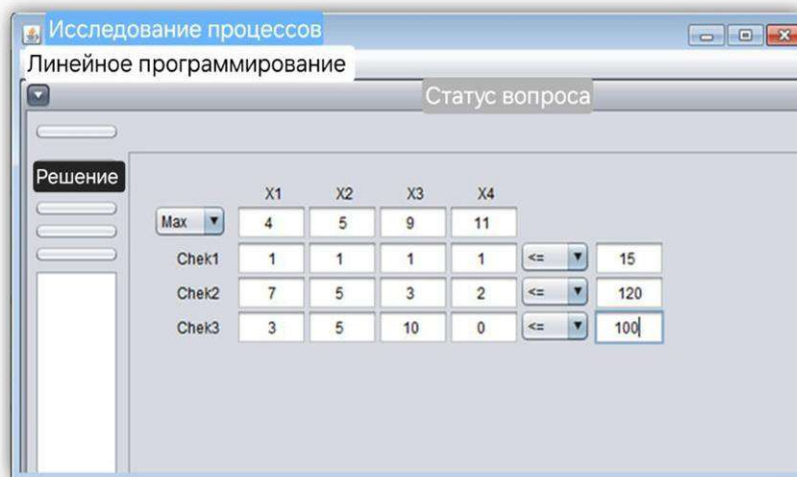 Исследование процессов
Линейное программирование
Статус вопроса
Решение
X1 X2 X3 X4
Max 4 5 9 11
Chek1 1 1 1 1 <= 15
Chek2 7 5 3 2 <= 120
Chek3 3 5 10 0 <= 100